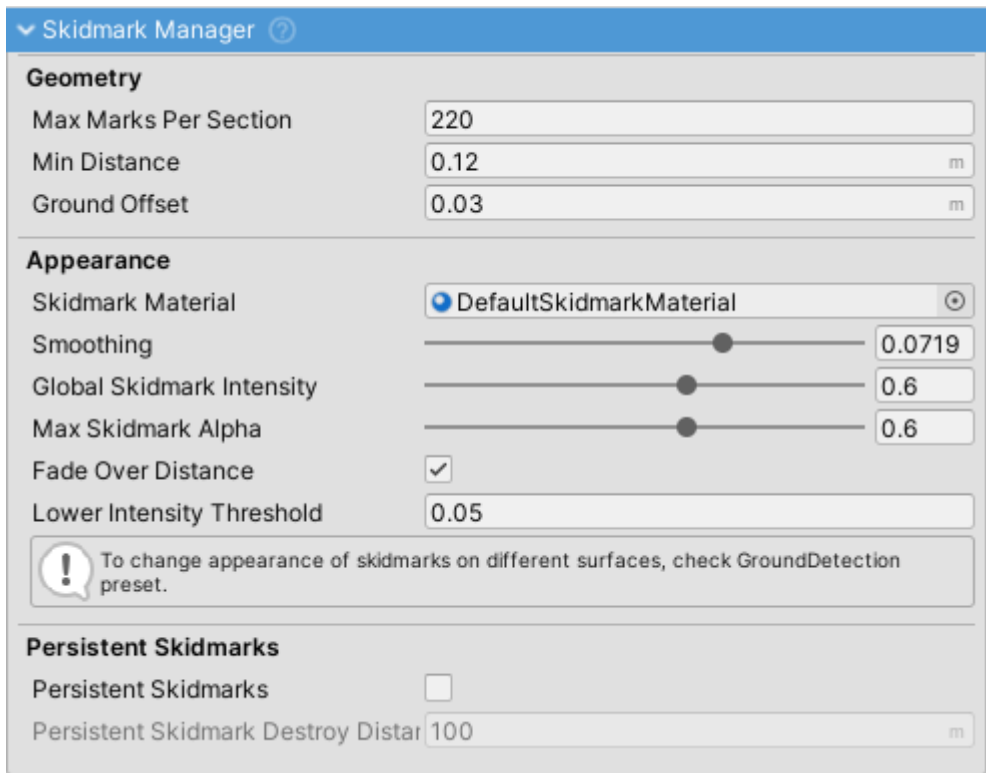 Skidmark Manager ?
Geometry
Max Marks Per Section 220
Min Distance 0.12 m
Ground Offset 0.03 m
Appearance
Skidmark Material DefaultSkidmarkMaterial
Smoothing 0.0719
Global Skidmark Intensity 0.6
Max Skidmark Alpha 0.6
Fade Over Distance
Lower Intensity Threshold 0.05
! To change appearance of skidmarks on different surfaces, check GroundDetection
preset.
Persistent Skidmarks
Persistent Skidmarks
Persistent Skidmark Destroy Distar 100 m